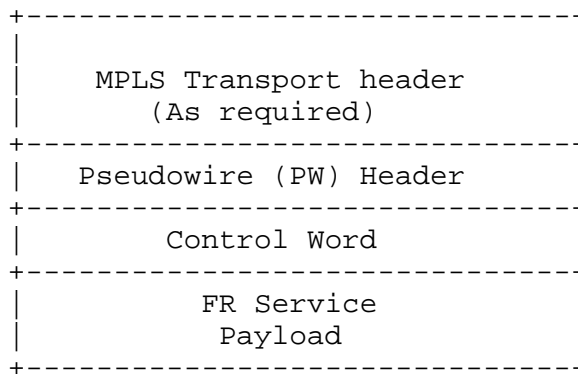 +-------------------------------
|
|    MPLS Transport header
|       (As required)
+-------------------------------
|   Pseudowire (PW) Header
+-------------------------------
|        Control Word
+-------------------------------
|          FR Service
|           Payload
+-------------------------------